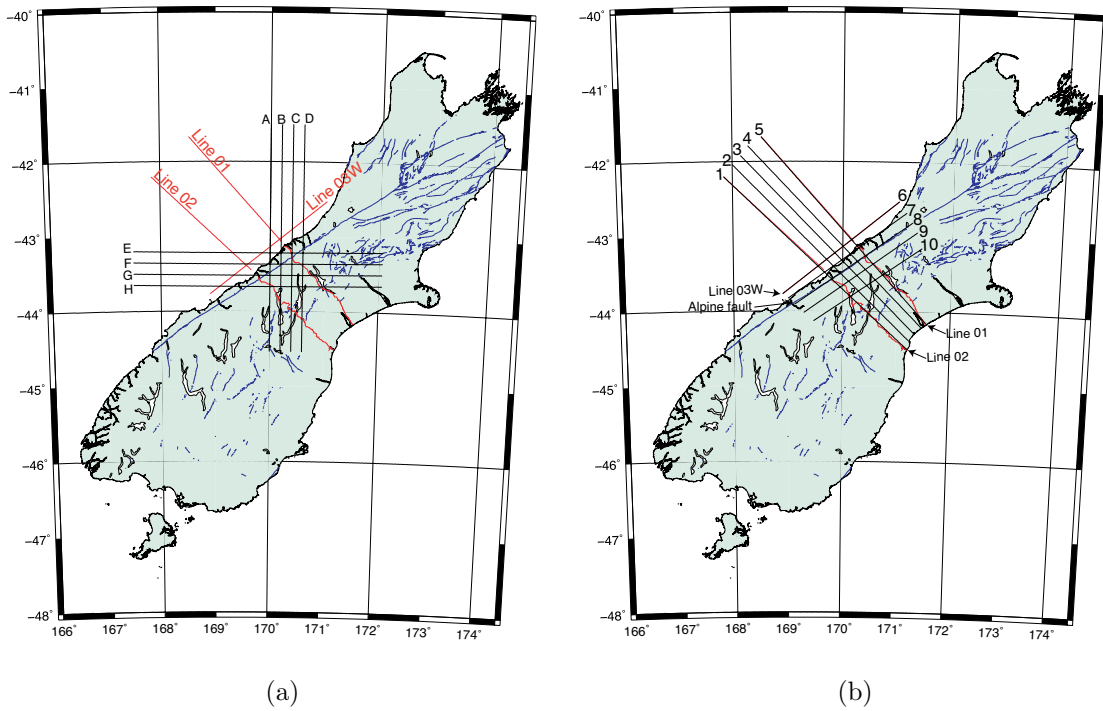 −40°
−41°
−42°
−43°
−44°
−45°
−46°
−47°
−48°
166°
167°
168°
169°
170°
171°
172°
173°
174°
A
B
C
D
E
F
G
H
Line 01
Line 02
Line 03W
(a)
−40°
−41°
−42°
−43°
−44°
−45°
−46°
−47°
−48°
166°
167°
168°
169°
170°
171°
172°
173°
174°
1
2
3
4
5
6
7
8
9
10
Line 03W
Alpine fault
Line 01
Line 02
(b)